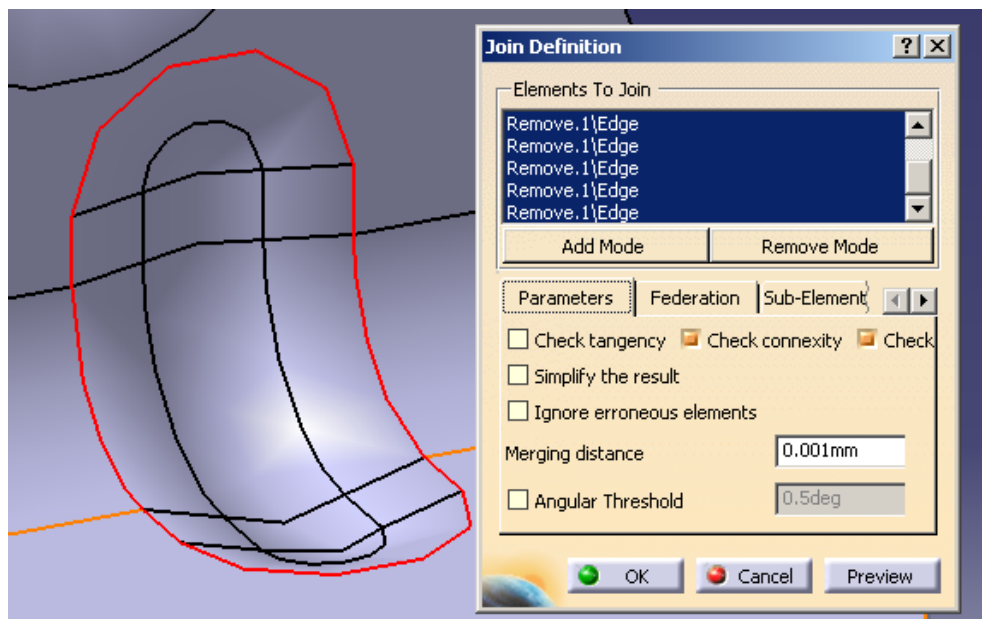 Join Definition
Elements To Join
Remove.1\Edge
Remove.1\Edge
Remove.1\Edge
Remove.1\Edge
Remove.1\Edge
Add Mode Remove Mode
Parameters Federation Sub-Element
Check tangency Check connexity Check
Simplify the result
Ignore erroneous elements
Merging distance 0.001mm
Angular Threshold 0.5deg
OK Cancel Preview